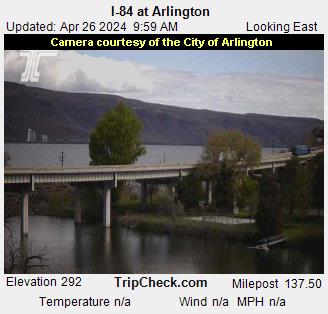 I-84 at Arlington
Updated: Apr 26 2024 9:59 AM Looking East
Camera courtesy of the City of Arlington
Elevation 292 TripCheck.com Milepost 137.50
Temperature n/a Wind n/a MPH n/a